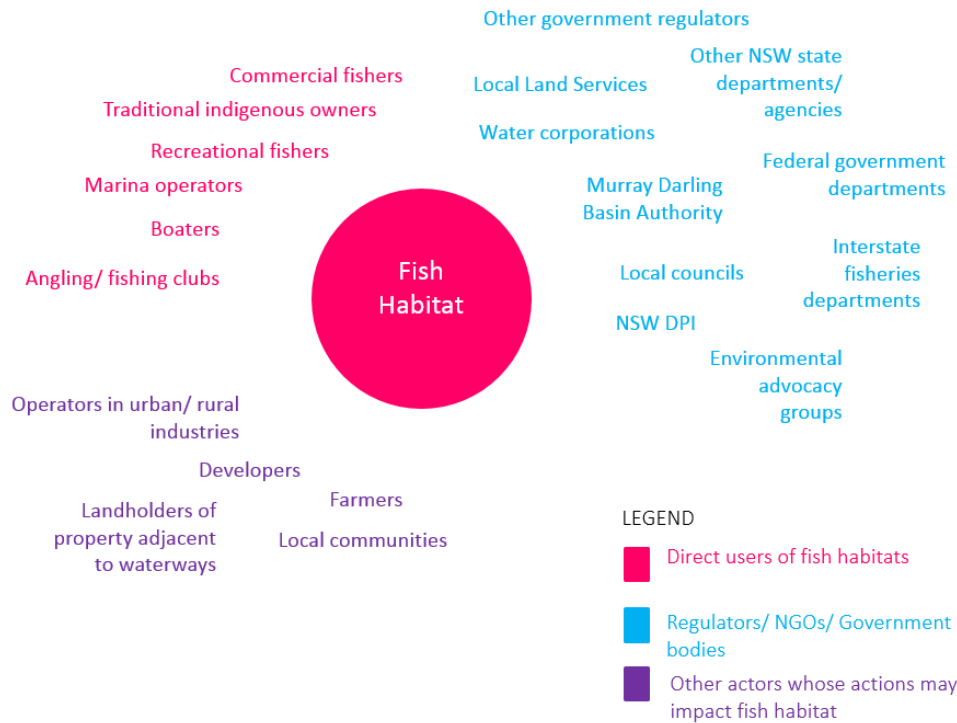 Other government regulators
Other NSW state
departments/
agencies
Commercial fishers
Local Land Services
Traditional indigenous owners
Water corporations
Recreational fishers
Federal government
departments
Marina operators
Murray Darling
Basin Authority
Boaters
Interstate
fisheries
departments
Angling/ fishing clubs
Fish
Habitat
Local councils
NSW DPI
Environmental
advocacy
groups
Operators in urban/ rural
industries
Developers
Farmers
Landholders of
property adjacent
to waterways
Local communities
LEGEND
Direct users of fish habitats
Regulators/ NGOs/ Government
bodies
Other actors whose actions may
impact fish habitat